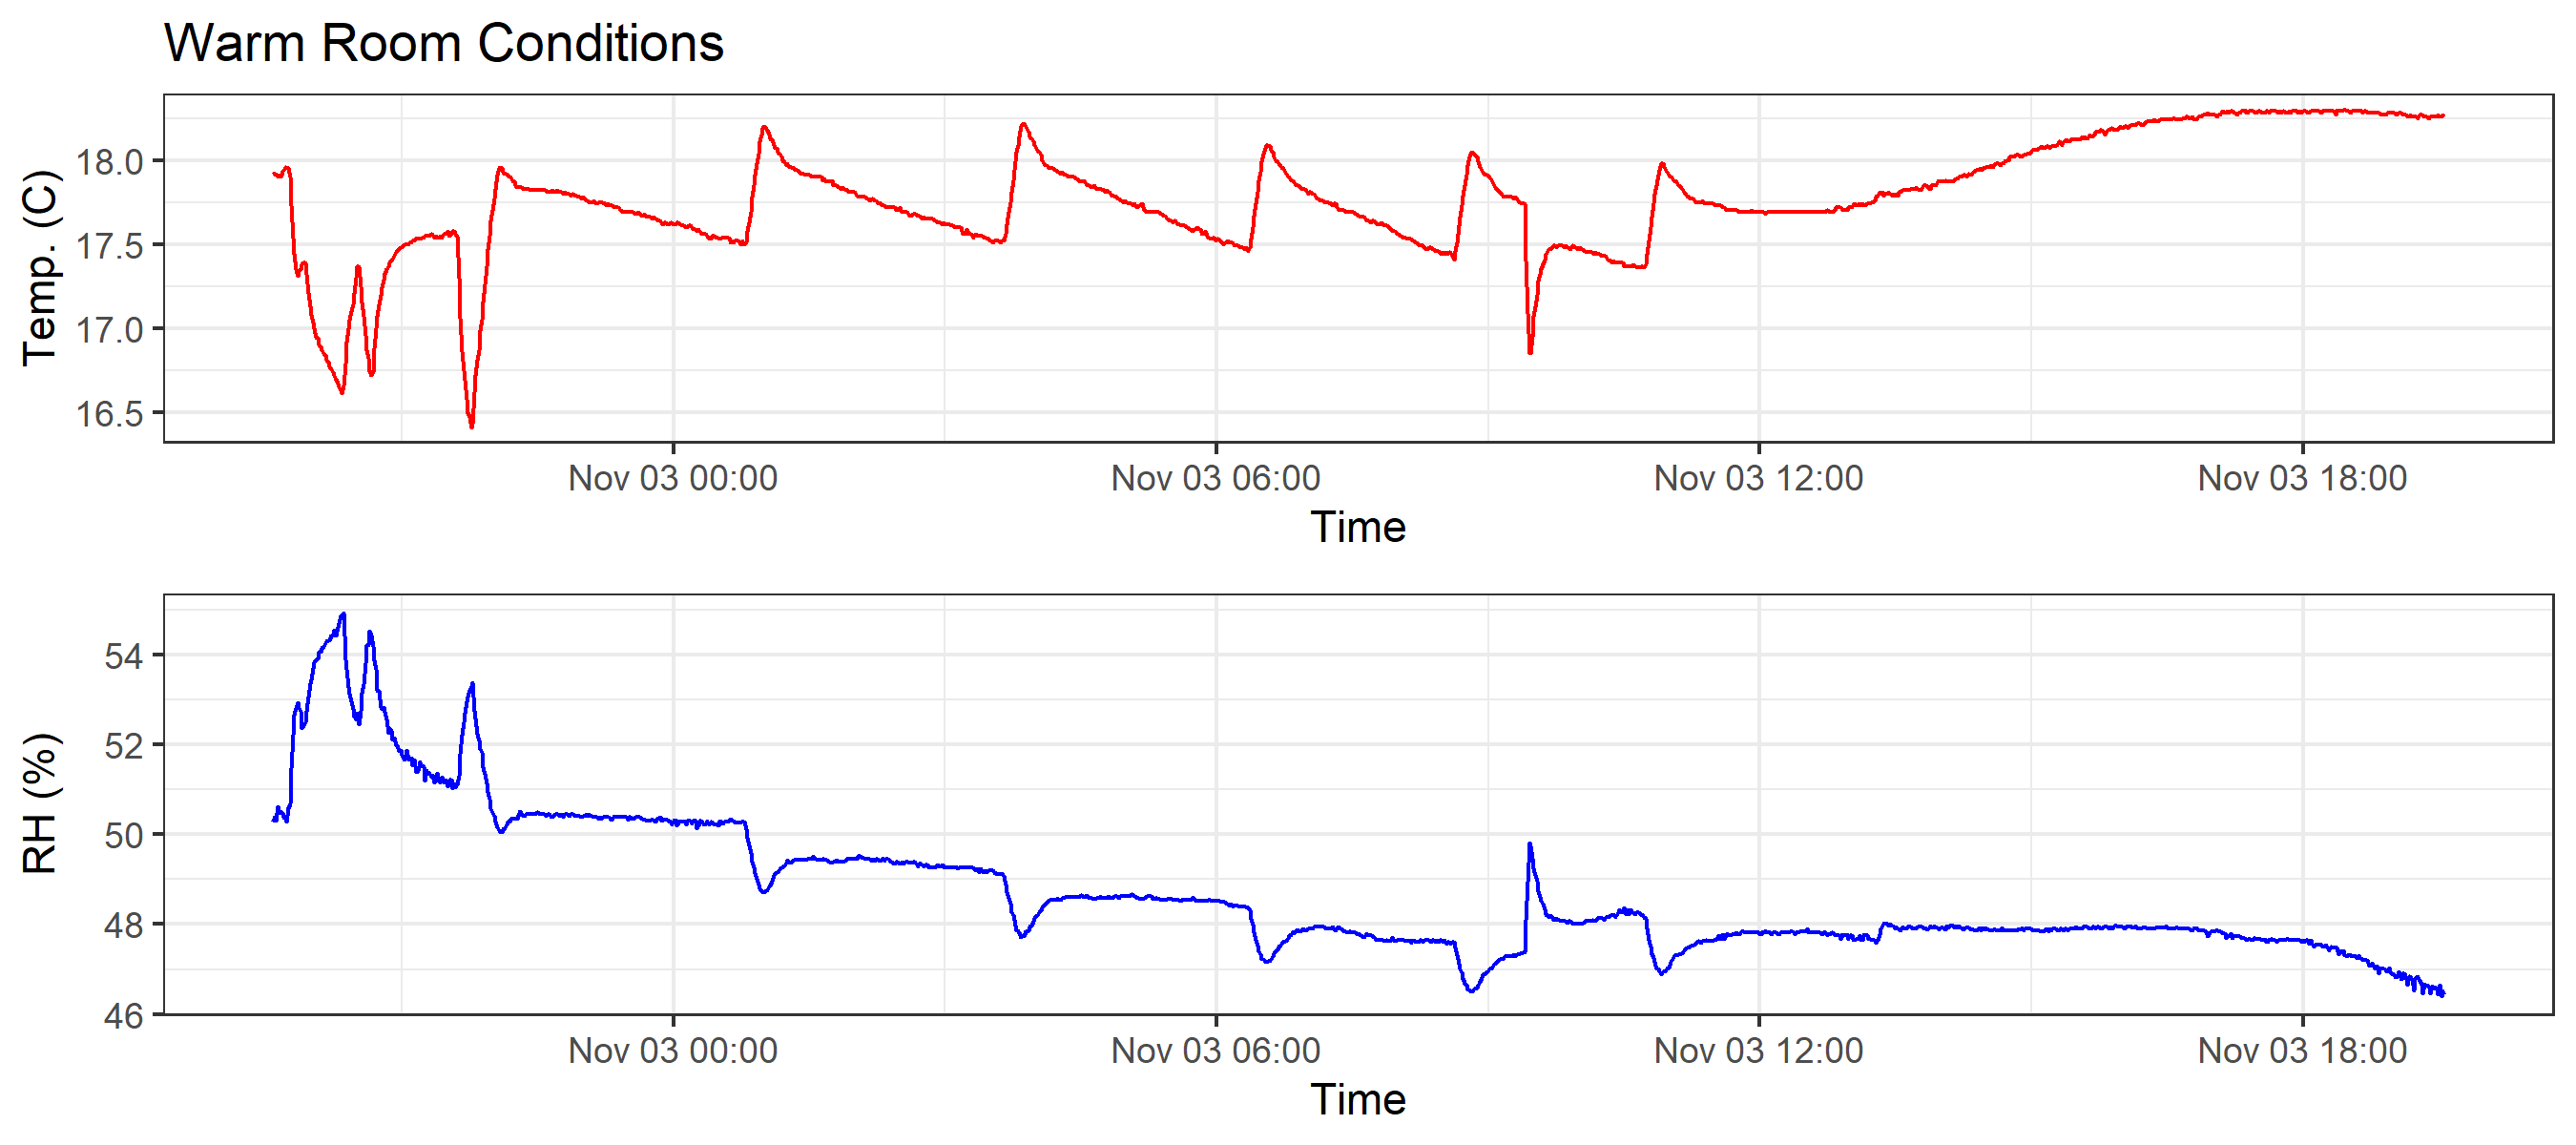 Warm Room Conditions
Temp. (C)
18.0
17.5
17.0
16.5
Nov 03 00:00 Nov 03 06:00 Nov 03 12:00 Nov 03 18:00
Time
RH (%)
54
52
50
48
46
Nov 03 00:00 Nov 03 06:00 Nov 03 12:00 Nov 03 18:00
Time